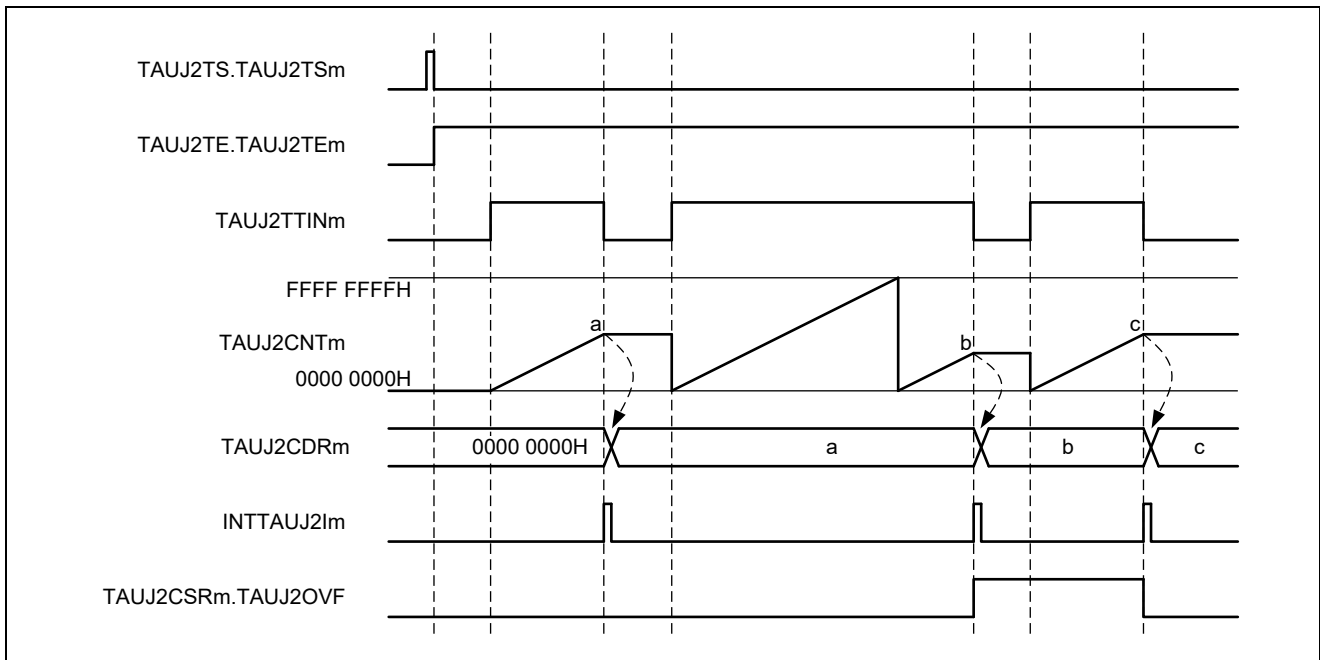 TAUJ2TS.TAUJ2TSm
TAUJ2TE.TAUJ2TEm
TAUJ2TTINm
FFFF FFFFH
TAUJ2CNTm
0000 0000H
a
b
c
TAUJ2CDRm
0000 0000H
a
b
c
INTTAUJ2Im
TAUJ2CSRm.TAUJ2OVF